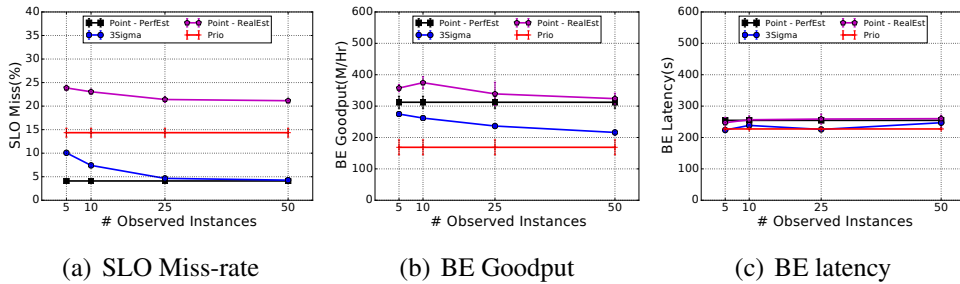 Point - PerfEst
Point - RealEst
3Sigma
Prio
40
35
30
25
20
15
10
5
0
SLO Miss(%)
5 10 25 50
# Observed Instances
(a) SLO Miss-rate
Point - PerfEst
Point - RealEst
3Sigma
Prio
600
500
400
300
200
100
0
BE Goodput(M/Hr)
5 10 25 50
# Observed Instances
(b) BE Goodput
Point - PerfEst
Point - RealEst
3Sigma
Prio
600
500
400
300
200
100
0
BE Latency(s)
5 10 25 50
# Observed Instances
(c) BE latency